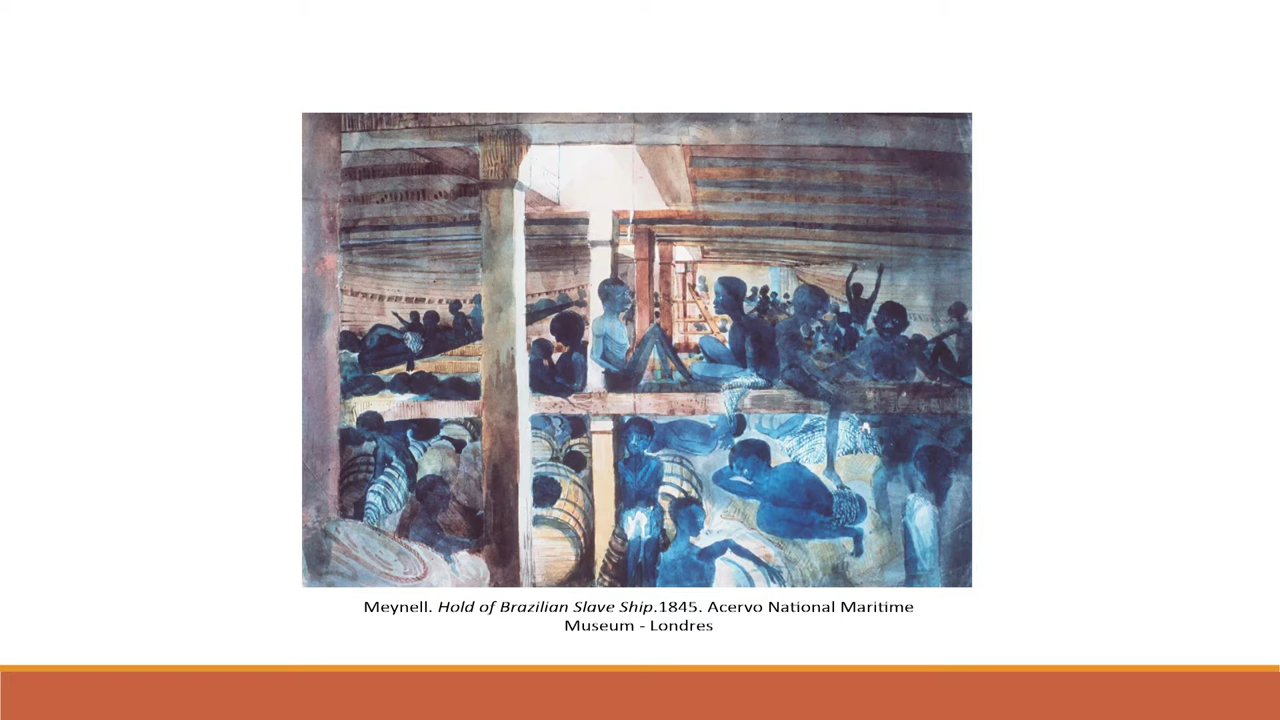 Meynell. Hold of Brazilian Slave Ship.1845. Acervo National Maritime
Museum - Londres